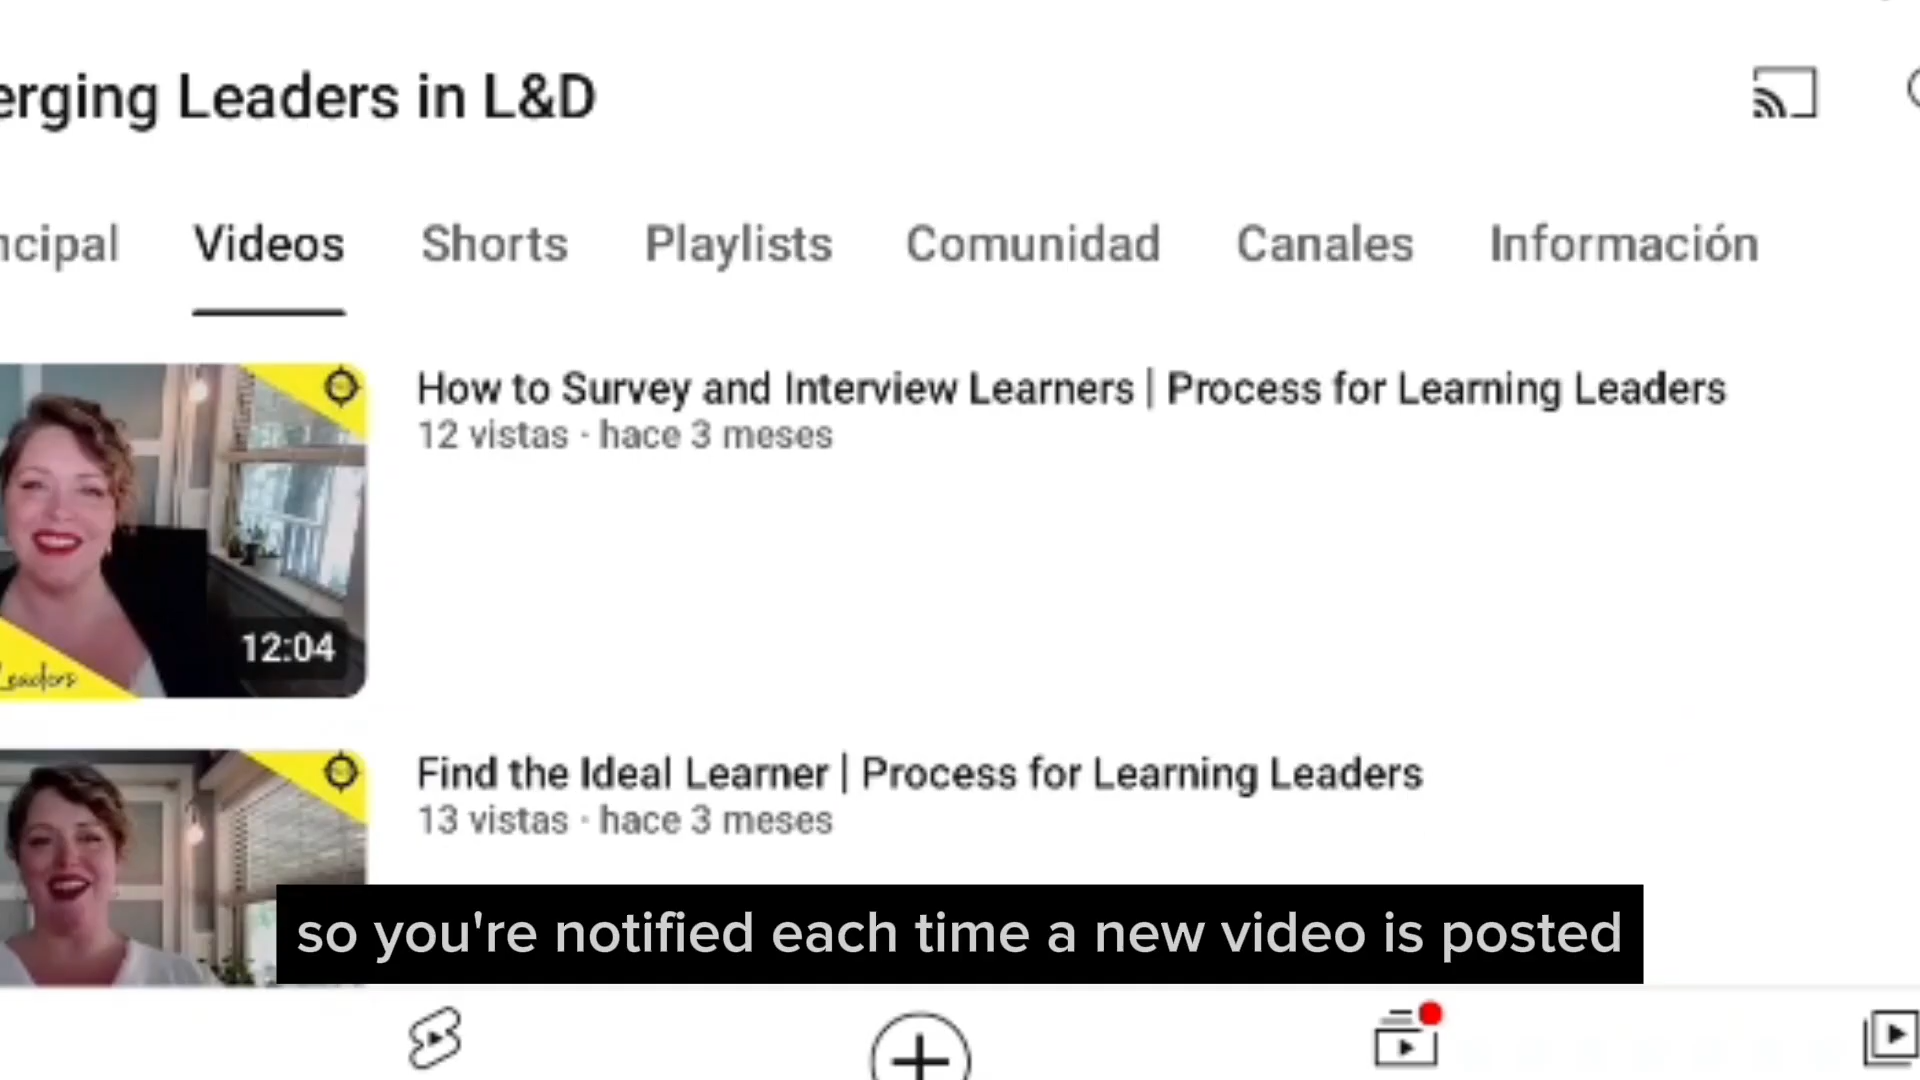 erging Leaders in L&D
ncipal Videos Shorts Playlists Comunidad Canales Información
How to Survey and Interview Learners | Process for Learning Leaders
12 vistas · hace 3 meses
12:04
Leaders
Find the Ideal Learner | Process for Learning Leaders
13 vistas · hace 3 meses
so you're notified each time a new video is posted